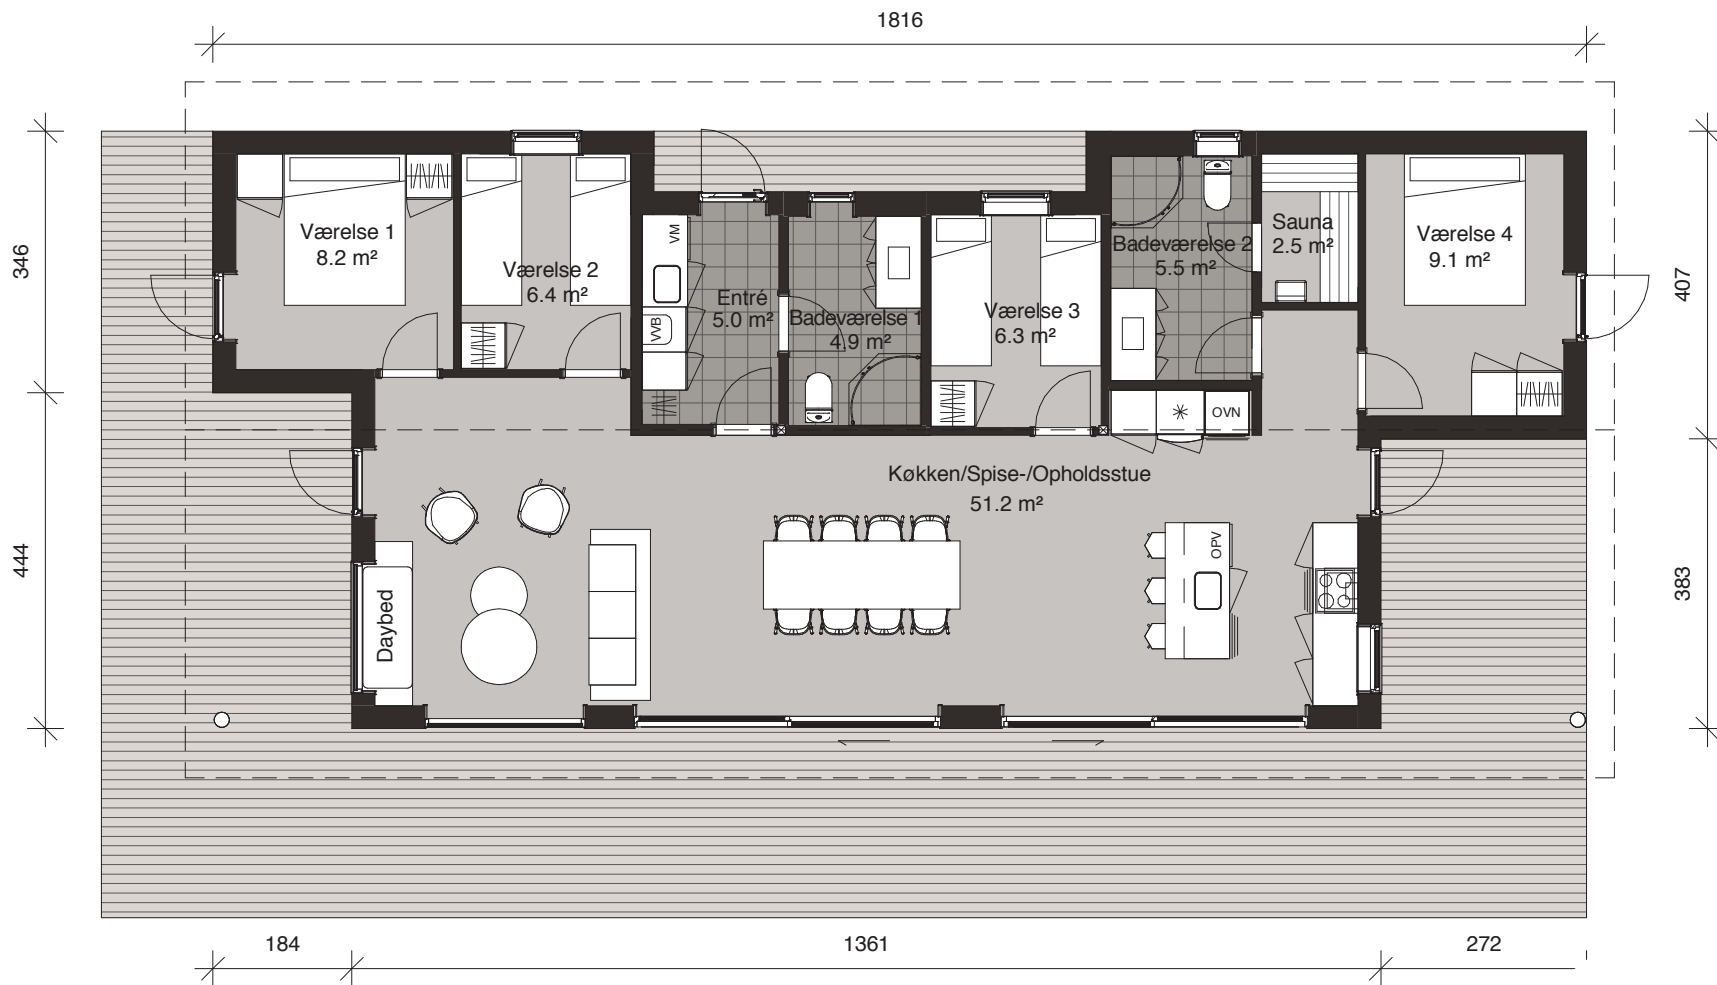 1816
346
444
407
383
Værelse 1
8.2 m²
Værelse 2
6.4 m²
VM
VVB
Entré
5.0 m²
Badeværelse 1
4.9 m²
Værelse 3
6.3 m²
Badeværelse 2
5.5 m²
Sauna
2.5 m²
Værelse 4
9.1 m²
OVN
Køkken/Spise-/Opholdsstue
51.2 m²
OPV
Daybed
184
1361
272